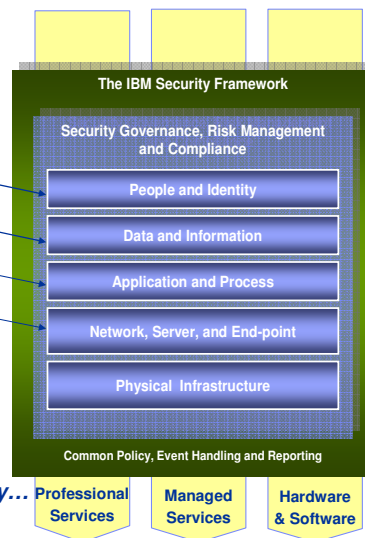 The IBM Security Framework
Security Governance, Risk Management
and Compliance
People and Identity
Data and Information
Application and Process
Network, Server, and End-point
Physical Infrastructure
Common Policy, Event Handling and Reporting
y... Professional Managed Hardware
Services Services & Software